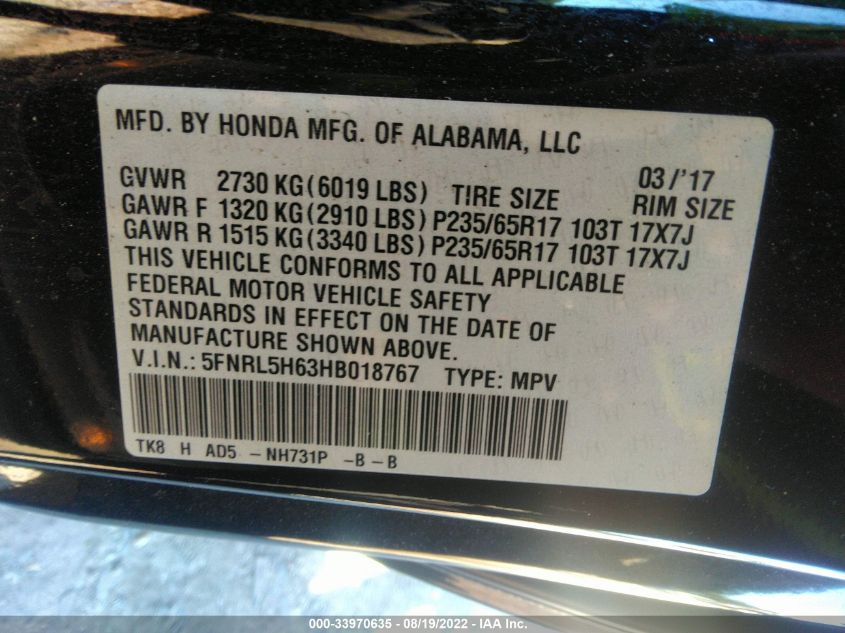 MFD. BY HONDA MFG. OF ALABAMA, LLC
03/'17
GVWR 2730 KG(6019 LBS) TIRE SIZE RIM SIZE
GAWR F 1320 KG(2910 LBS) P235/65R17 103T 17X7J
GAWR R 1515 KG(3340 LBS) P235/65R17 103T 17X7J
THIS VEHICLE CONFORMS TO ALL APPLICABLE
FEDERAL MOTOR VEHICLE SAFETY
STANDARDS IN EFFECT ON THE DATE OF
MANUFACTURE SHOWN ABOVE.
V.I.N.: 5FNRL5H63HB018767 TYPE: MPV
TK8 H AD5 -NH731P -B-B
000-33970635 - 08/19/2022 - IAA Inc.